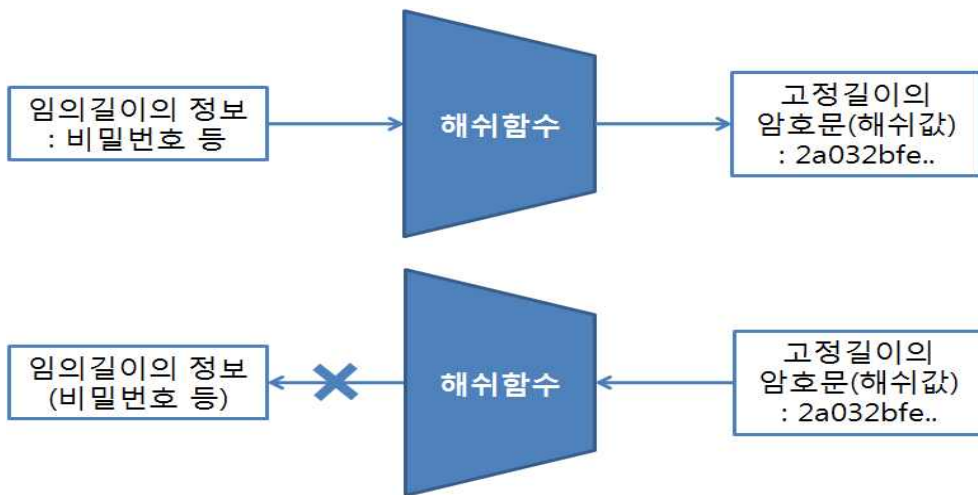 임의길이의 정보
: 비밀번호 등
해쉬함수
고정길이의
암호문(해쉬값)
: 2a032bfe..
임의길이의 정보
(비밀번호 등)
해쉬함수
고정길이의
암호문(해쉬값)
: 2a032bfe..